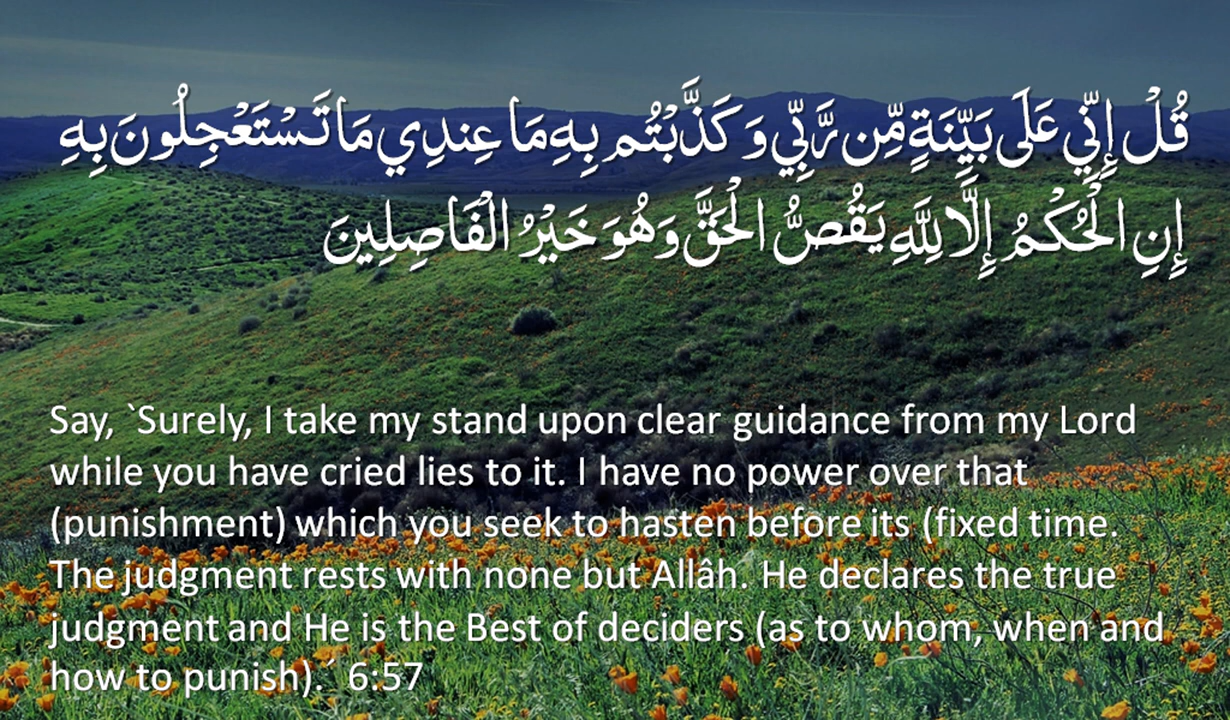 قُلْ إِنِّي عَلَى بَيِّنَةٍ مِّن رَّبِّي وَكَذَّبْتُم بِهِ مَا عِندِي مَا تَسْتَعْجِلُونَ بِهِ
إِنِ الْحُكْمُ إِلَّا لِلَّهِ يَقُصُّ الْحَقَّ وَهُوَ خَيْرُ الْفَاصِلِينَ
Say, `Surely, I take my stand upon clear guidance from my Lord
while you have cried lies to it. I have no power over that
(punishment) which you seek to hasten before its (fixed time.
The judgment rests with none but Allâh. He declares the true
judgment and He is the Best of deciders (as to whom, when and
how to punish).´ 6:57